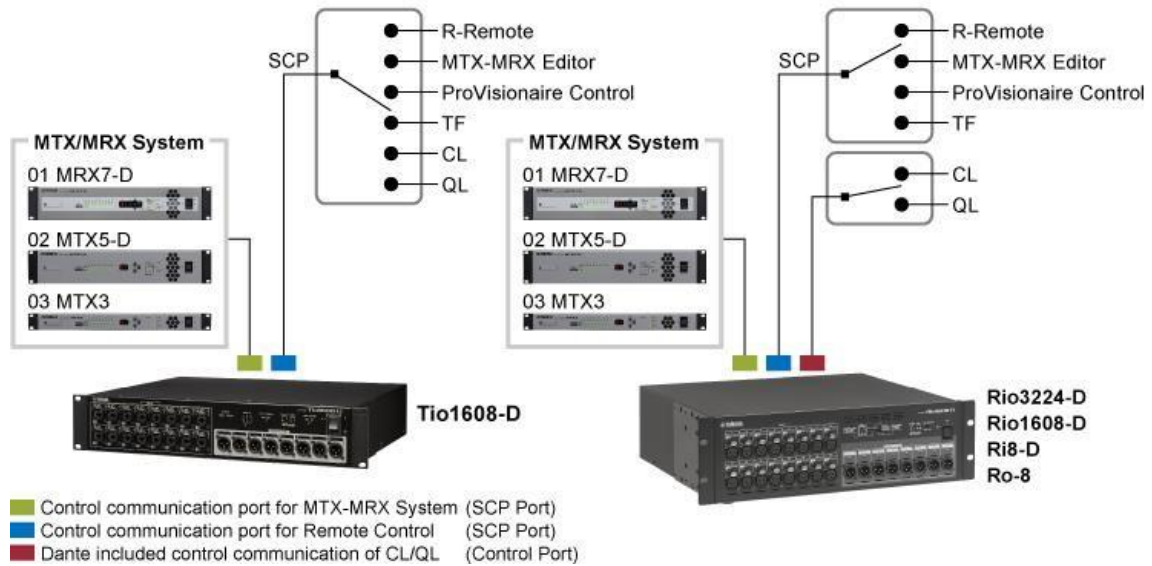 SCP
R-Remote
MTX-MRX Editor
ProVisionaire Control
TF
CL
QL
MTX/MRX System
01 MRX7-D
02 MTX5-D
03 MTX3
Tio1608-D
SCP
R-Remote
MTX-MRX Editor
ProVisionaire Control
TF
CL
QL
MTX/MRX System
01 MRX7-D
02 MTX5-D
03 MTX3
Rio3224-D
Rio1608-D
Ri8-D
Ro-8
Control communication port for MTX-MRX System (SCP Port)
Control communication port for Remote Control (SCP Port)
Dante included control communication of CL/QL (Control Port)